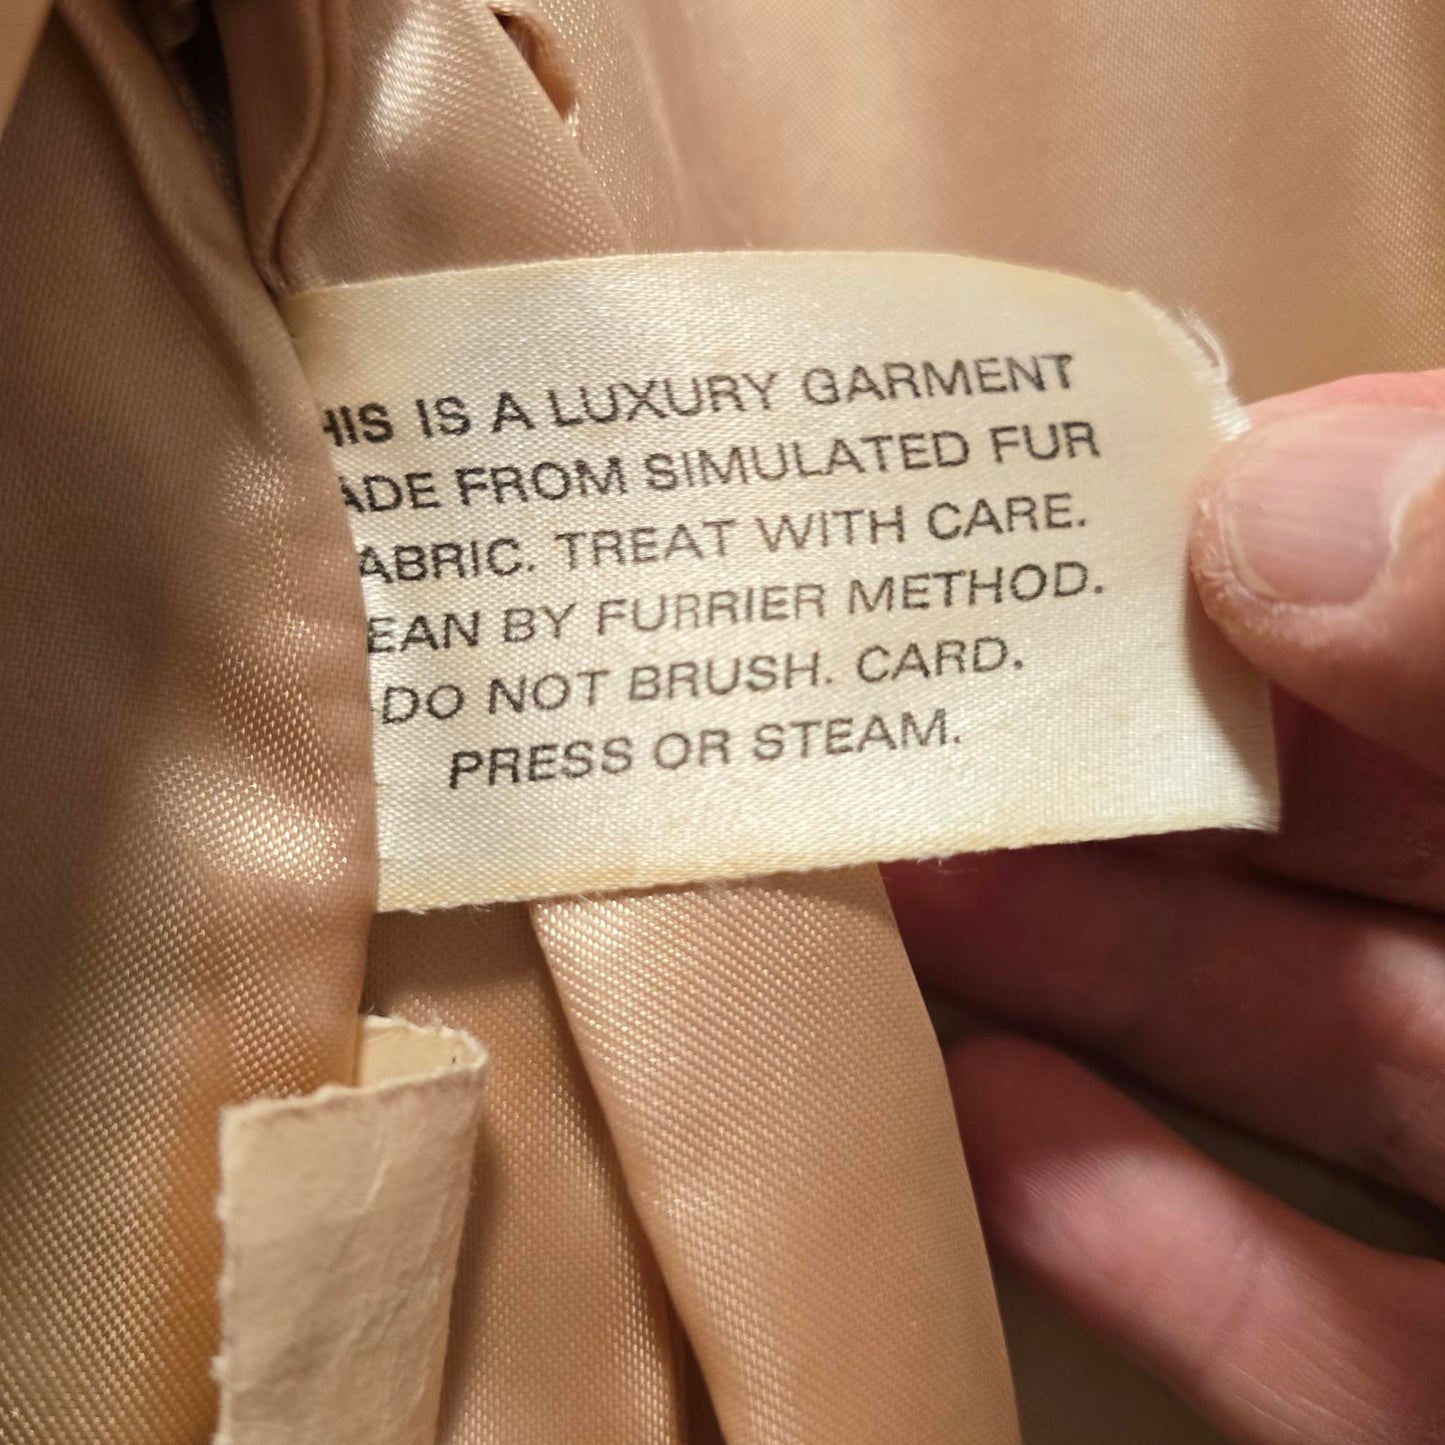 HIS IS A LUXURY GARMENT
ADE FROM SIMULATED FUR
ABRIC. TREAT WITH CARE.
EAN BY FURRIER METHOD.
DO NOT BRUSH. CARD.
PRESS OR STEAM.